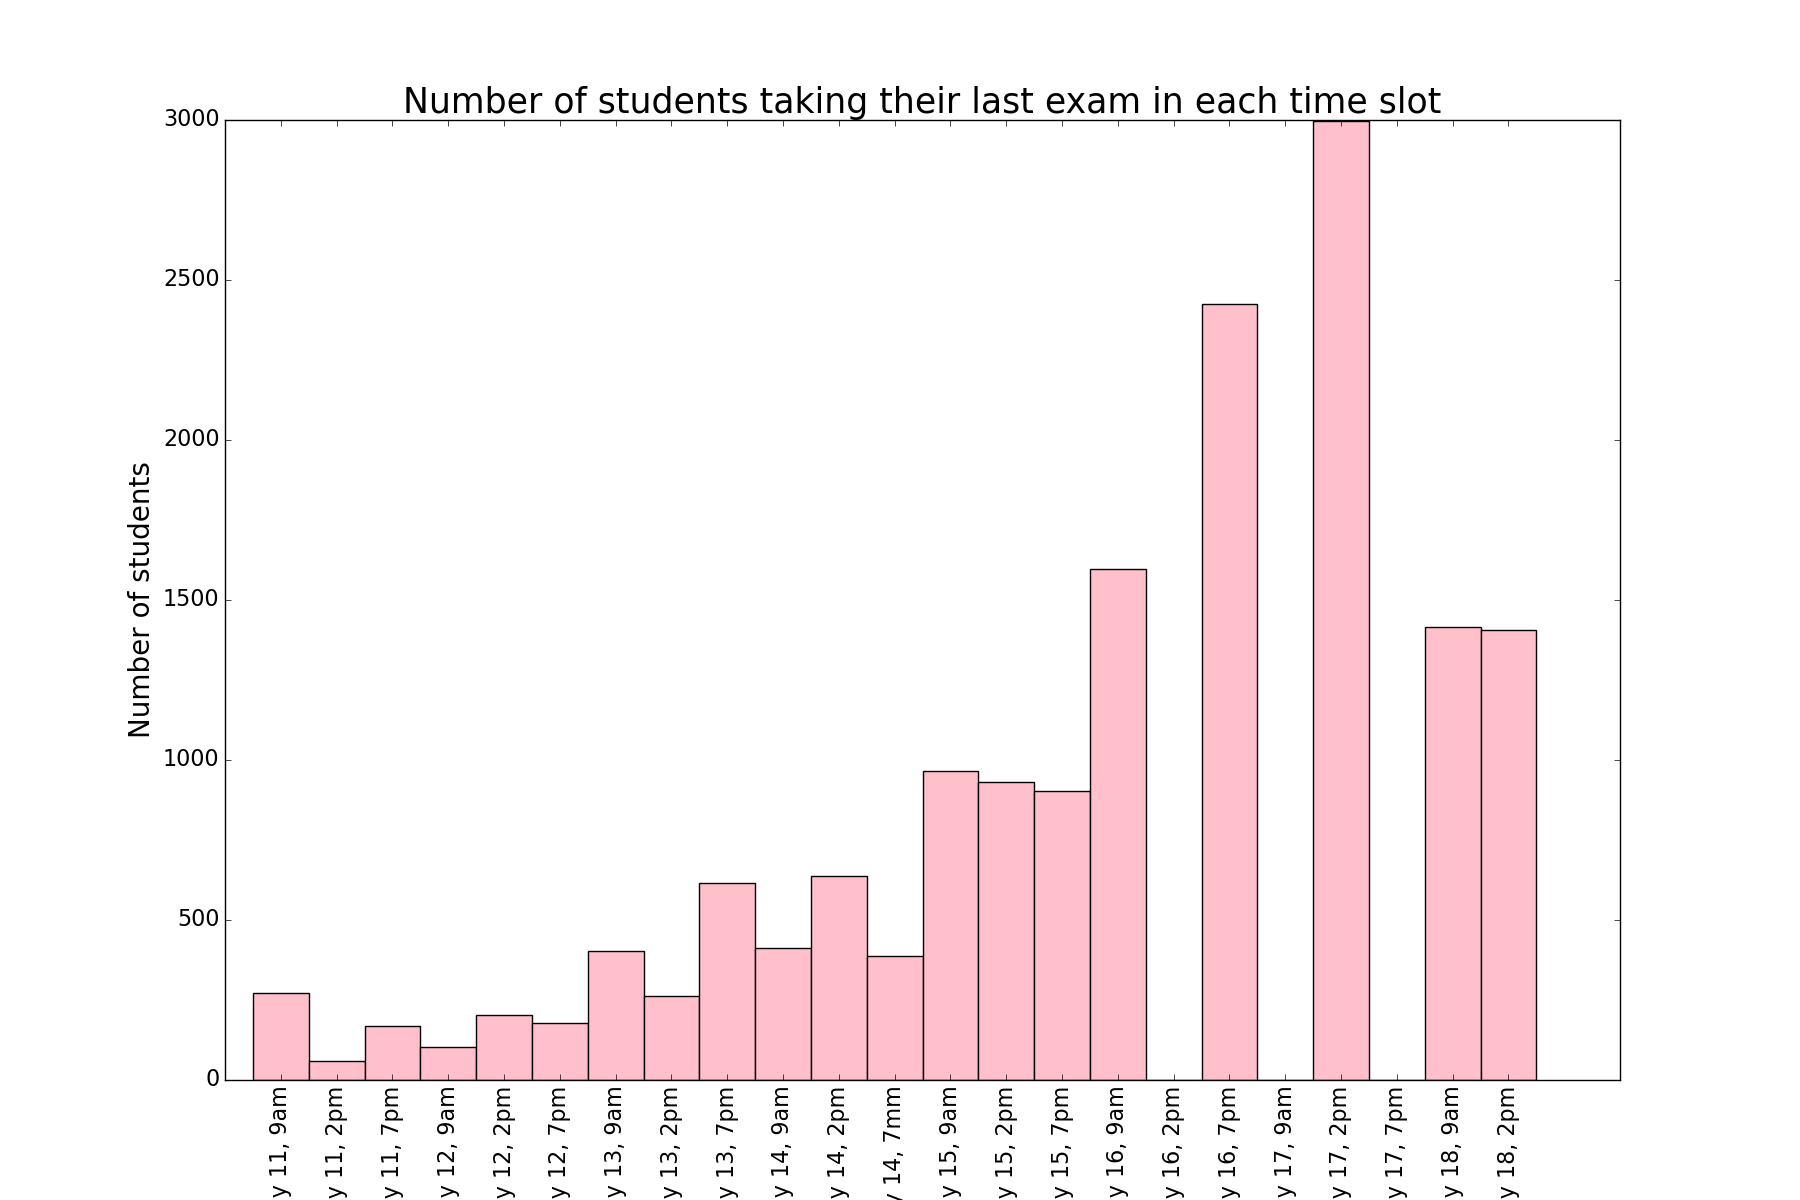 Number of students taking their last exam in each time slot
Number of students
3000
2500
2000
1500
1000
500
0
y 11, 9am
y 11, 2pm
y 11, 7pm
y 12, 9am
y 12, 2pm
y 12, 7pm
y 13, 9am
y 13, 2pm
y 13, 7pm
y 14, 9am
y 14, 2pm
y 14, 7mm
y 15, 9am
y 15, 2pm
y 15, 7pm
y 16, 9am
y 16, 2pm
y 16, 7pm
y 17, 9am
y 17, 2pm
y 17, 7pm
y 18, 9am
y 18, 2pm